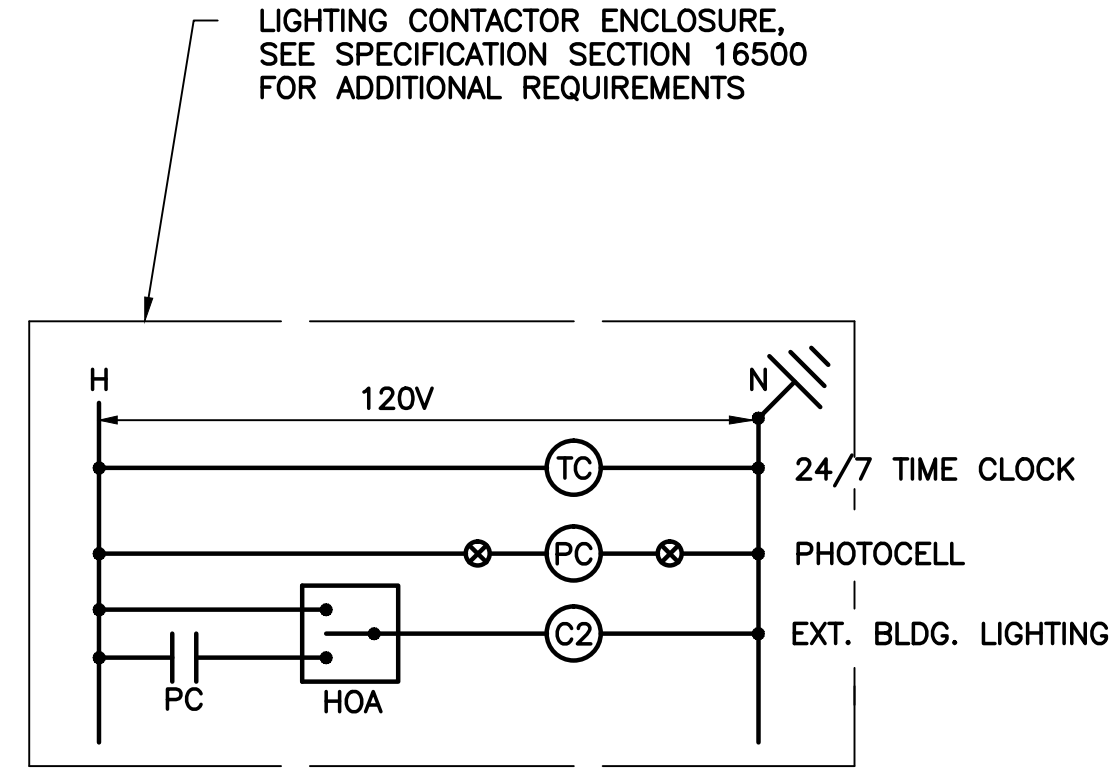 LIGHTING CONTACTOR ENCLOSURE,
SEE SPECIFICATION SECTION 16500
FOR ADDITIONAL REQUIREMENTS
H
120V
N
TC
24/7 TIME CLOCK
PC
PHOTOCELL
C2
EXT. BLDG. LIGHTING
PC
HOA